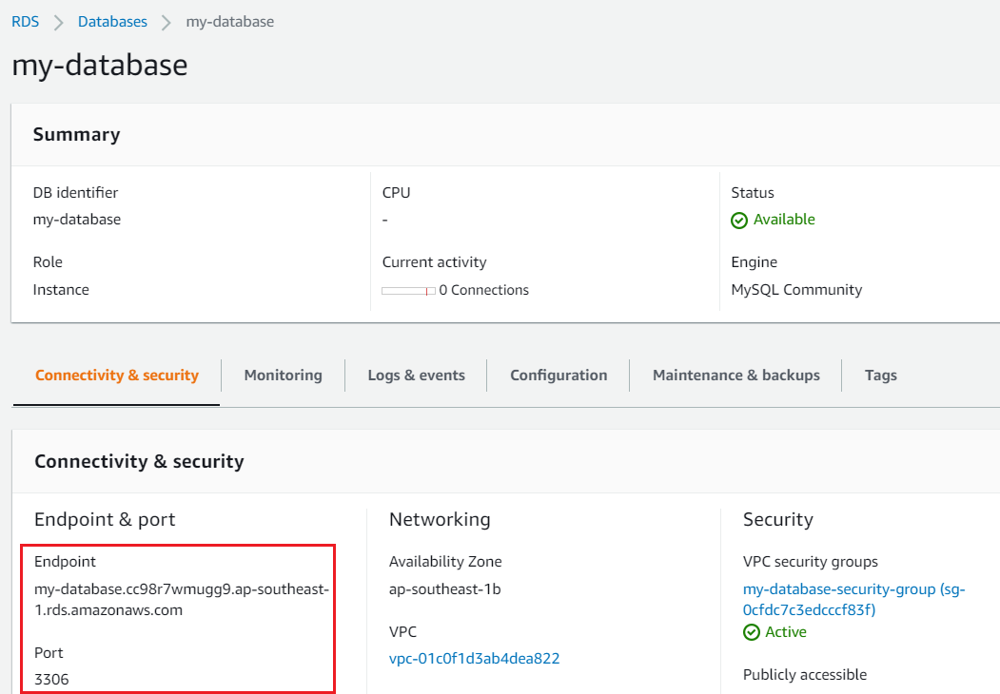 RDS > Databases > my-database
my-database
Summary
DB identifier
my-database
Role
Instance
CPU
-
Current activity
0 Connections
Status
Available
Engine
MySQL Community
Connectivity & security
Monitoring
Logs & events
Configuration
Maintenance & backups
Tags
Connectivity & security
Endpoint & port
Endpoint
my-database.cc98r7wmugg9.ap-southeast-
1.rds.amazonaws.com
Port
3306
Networking
Availability Zone
ap-southeast-1b
VPC
vpc-01c0f1d3ab4dea822
Security
VPC security groups
my-database-security-group (sg-
0cfdc7c3edcccf83f)
Active
Publicly accessible